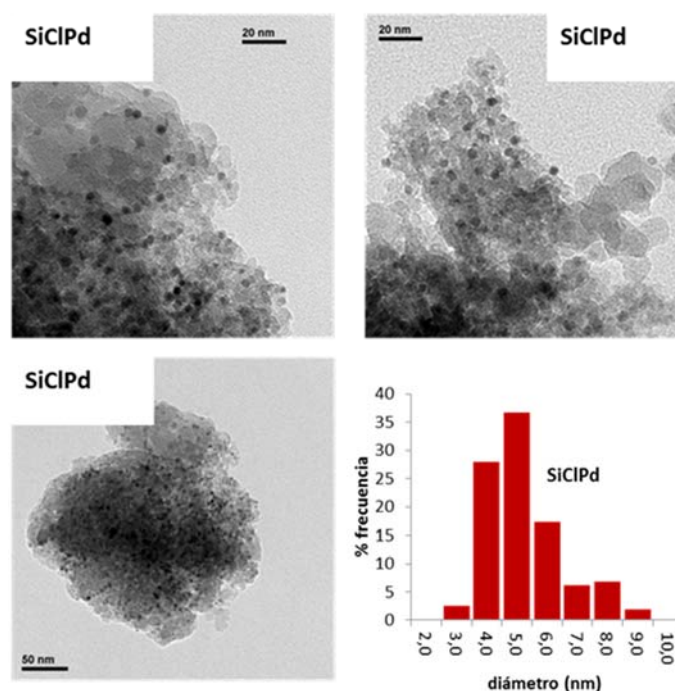 SiClPd
20 nm
20 nm
SiClPd
SiClPd
50 nm
40
35
30
25
20
15
10
5
0
% frecuencia
SiClPd
2,0 3,0 4,0 5,0 6,0 7,0 8,0 9,0 10,0
diámetro (nm)